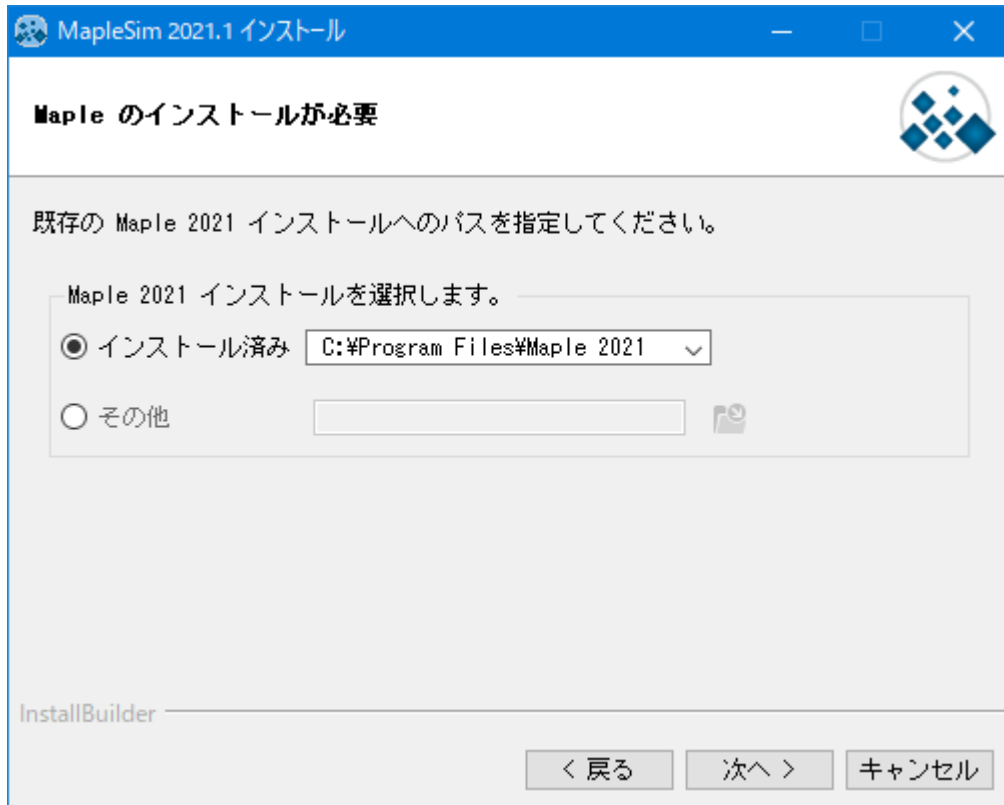 MapleSim 2021.1 インストール
Maple のインストールが必要
既存の Maple 2021 インストールへのパスを指定してください。
Maple 2021 インストールを選択します。
インストール済み C:¥Program Files¥Maple 2021
その他
InstallBuilder
< 戻る 次へ > キャンセル